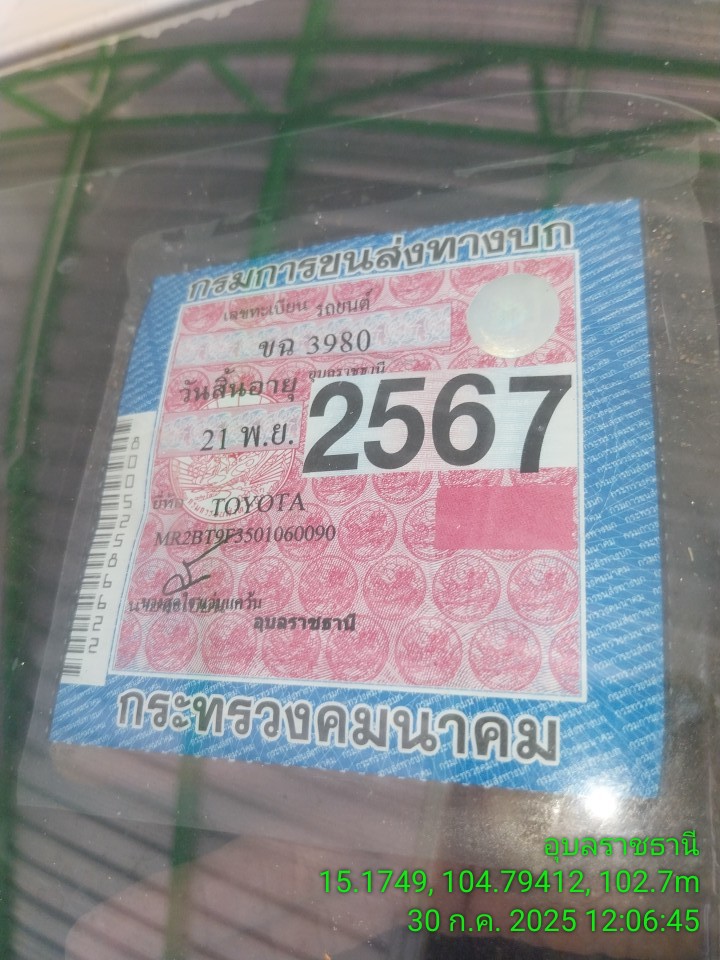 กรมการขนส่งทางบก
เลขทะเบียน รถยนต์
ขฉ 3980
อุบลราชธานี
วันสิ้นอายุ
21 พ.ย. 2567
ยี่ห้อ TOYOTA
MR2BT9F3501060090
อุบลราชธานี
กระทรวงคมนาคม
อุบลราชธานี
15.1749, 104.79412, 102.7m
30 ก.ค. 2025 12:06:45